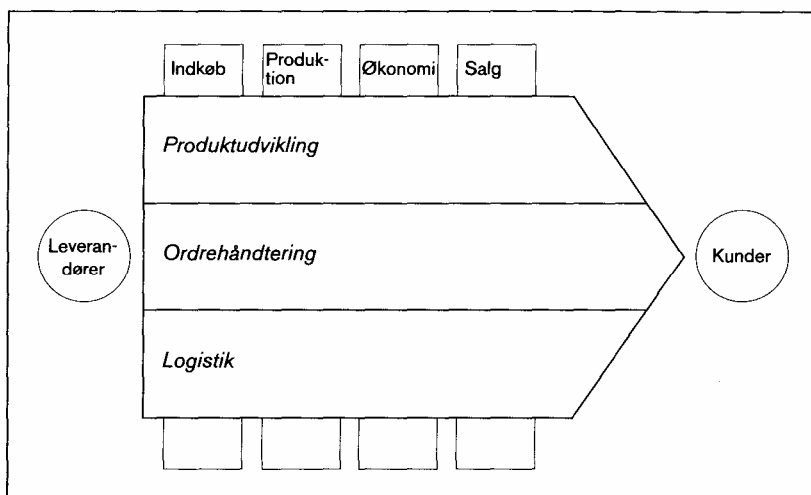 Indkøb
Produk-
tion
Økonomi
Salg
Produktudvikling
Leveran-
dører
Ordrehåndtering
Kunder
Logistik